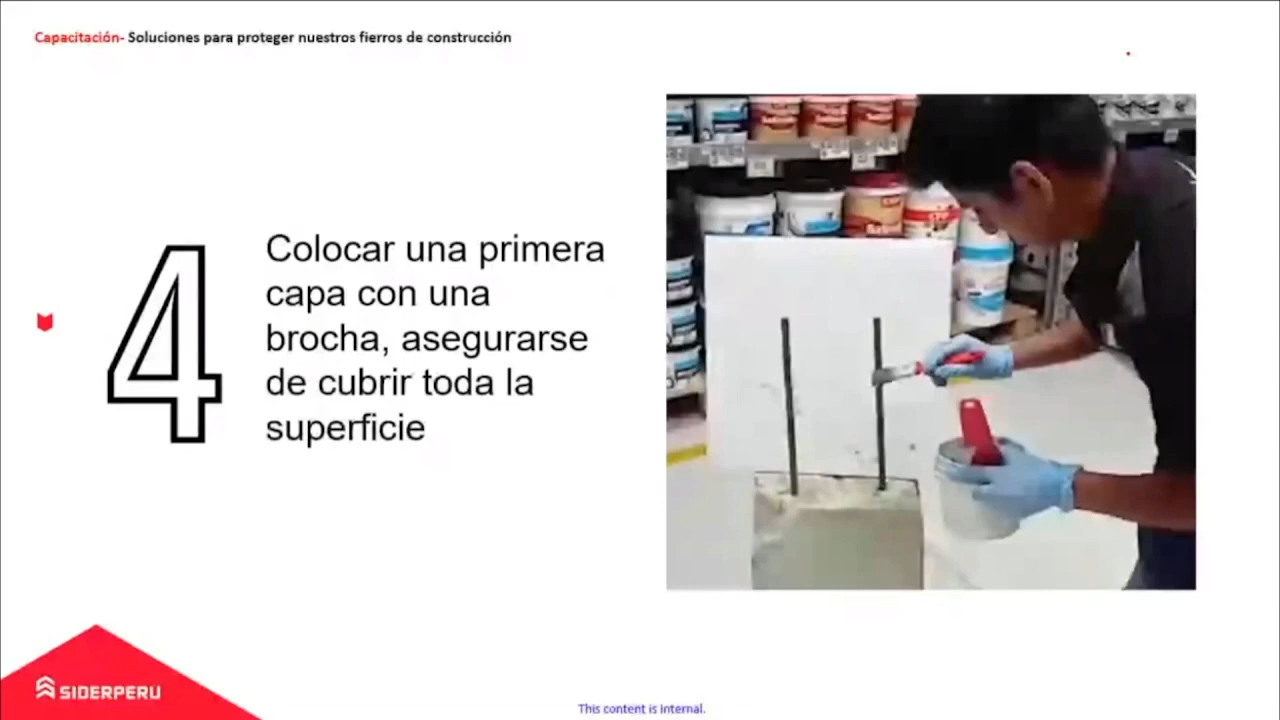 Capacitación- Soluciones para proteger nuestros fierros de construcción
4
Colocar una primera
capa con una
brocha, asegurarse
de cubrir toda la
superficie
SIDERPERU
This content is Internal.